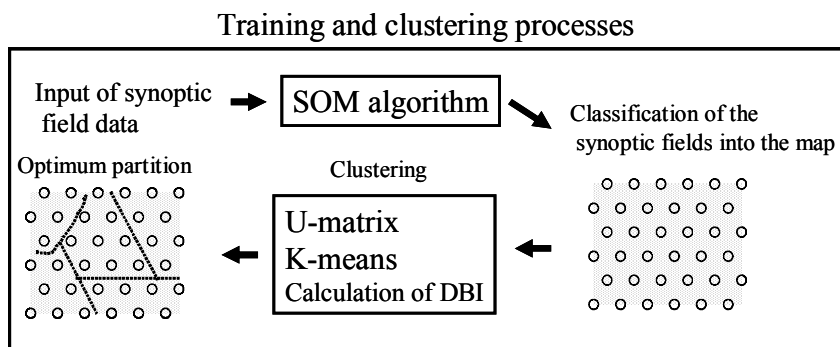 Training and clustering processes
Input of synoptic
field data
SOM algorithm
Classification of the
synoptic fields into the map
Optimum partition
Clustering
U-matrix
K-means
Calculation of DBI